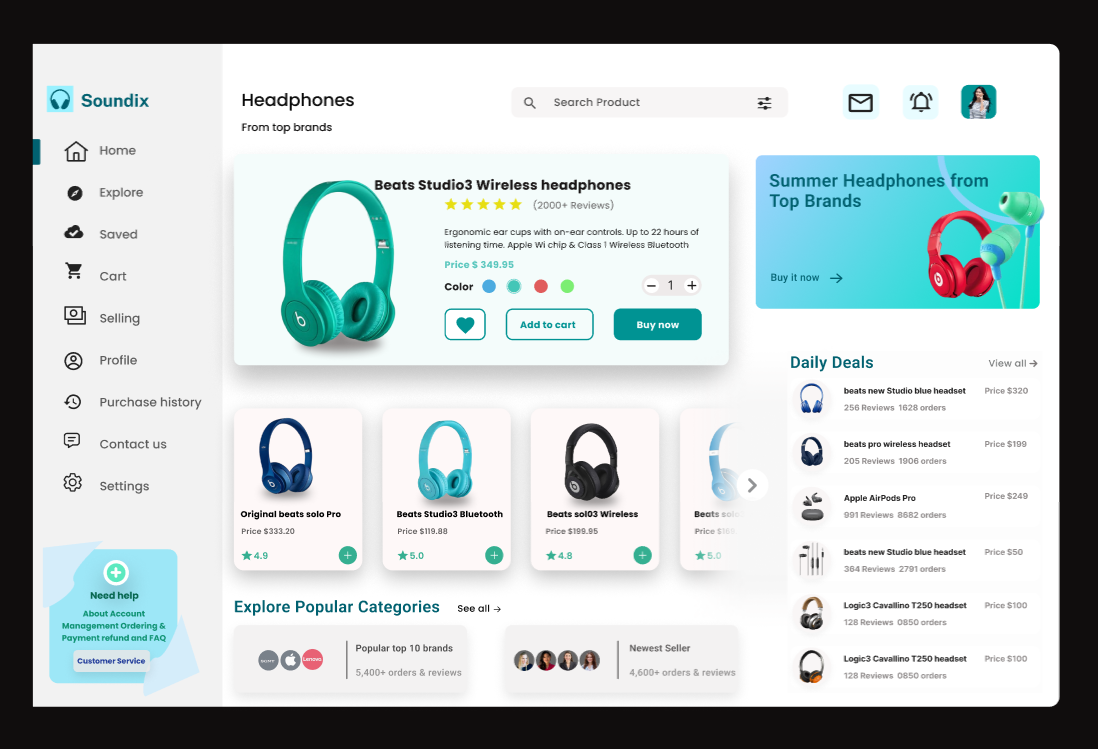 Soundix
Home
Explore
Saved
Cart
Selling
Profile
Purchase history
Contact us
Settings
Need help
About Account
Management Ordering &
Payment refund and FAQ
Customer Service
Headphones
From top brands
Search Product
Beats Studio3 Wireless headphones
(2000+ Reviews)
Ergonomic ear cups with on-ear controls. Up to 22 hours of
listening time. Apple Wi chip & Class 1 Wireless Bluetooth
Price $ 349.95
Color
1
Add to cart
Buy now
Original beats solo Pro
Price $333.20
4.9
Beats Studio3 Bluetooth
Price $119.88
5.0
Beats sol03 Wireless
Price $199.95
4.8
Beats
Price
5.0
Explore Popular Categories
See all →
Lenovo
Popular top 10 brands
5,400+ orders & reviews
Newest Seller
4,600+ orders & reviews
Summer Headphones from
Top Brands
Buy it now
Daily Deals
View all
beats new Studio blue headset Price $320
256 Reviews 1628 orders
beats pro wireless headset Price $199
205 Reviews 1906 orders
Apple AirPods Pro Price $249
991 Reviews 8682 orders
beats new Studio blue headset Price $50
364 Reviews 2791 orders
Logic3 Cavallino T250 headset Price $100
128 Reviews 0850 orders
Logic3 Cavallino T250 headset Price $100
128 Reviews 0850 orders